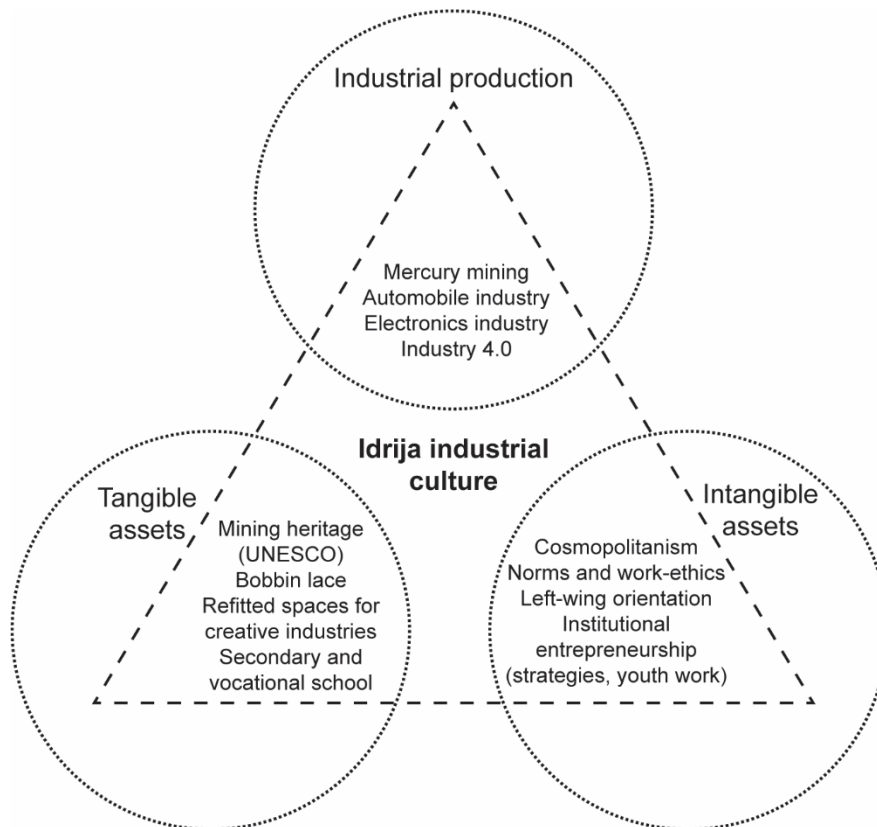 Industrial production
Mercury mining
Automobile industry
Electronics industry
Industry 4.0
Idrija industrial
culture
Tangible
assets
Mining heritage
(UNESCO)
Bobbin lace
Refitted spaces for
creative industries
Secondary and
vocational school
Intangible
assets
Cosmopolitanism
Norms and work-ethics
Left-wing orientation
Institutional
entrepreneurship
(strategies, youth work)